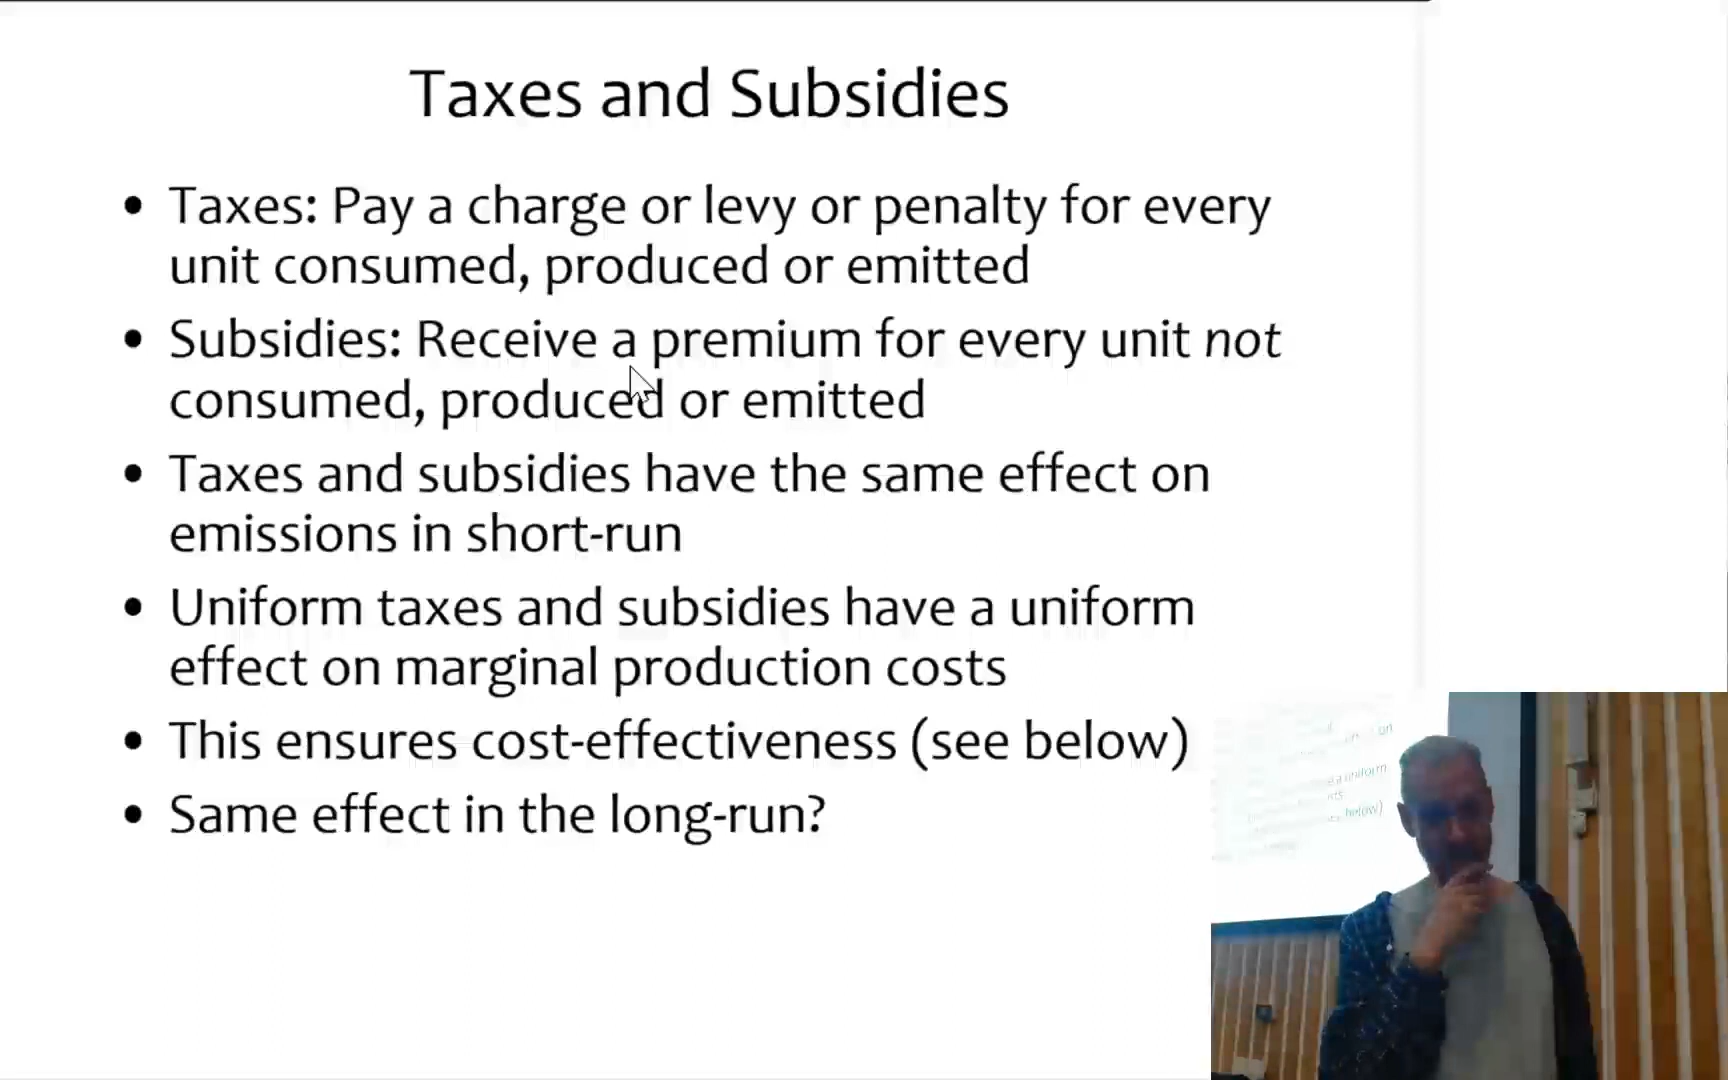 Taxes and Subsidies
• Taxes: Pay a charge or levy or penalty for every
unit consumed, produced or emitted
• Subsidies: Receive a premium for every unit not
consumed, produced or emitted
• Taxes and subsidies have the same effect on
emissions in short-run
• Uniform taxes and subsidies have a uniform
effect on marginal production costs
• This ensures cost-effectiveness (see below)
• Same effect in the long-run?
on
e a uniform
below)